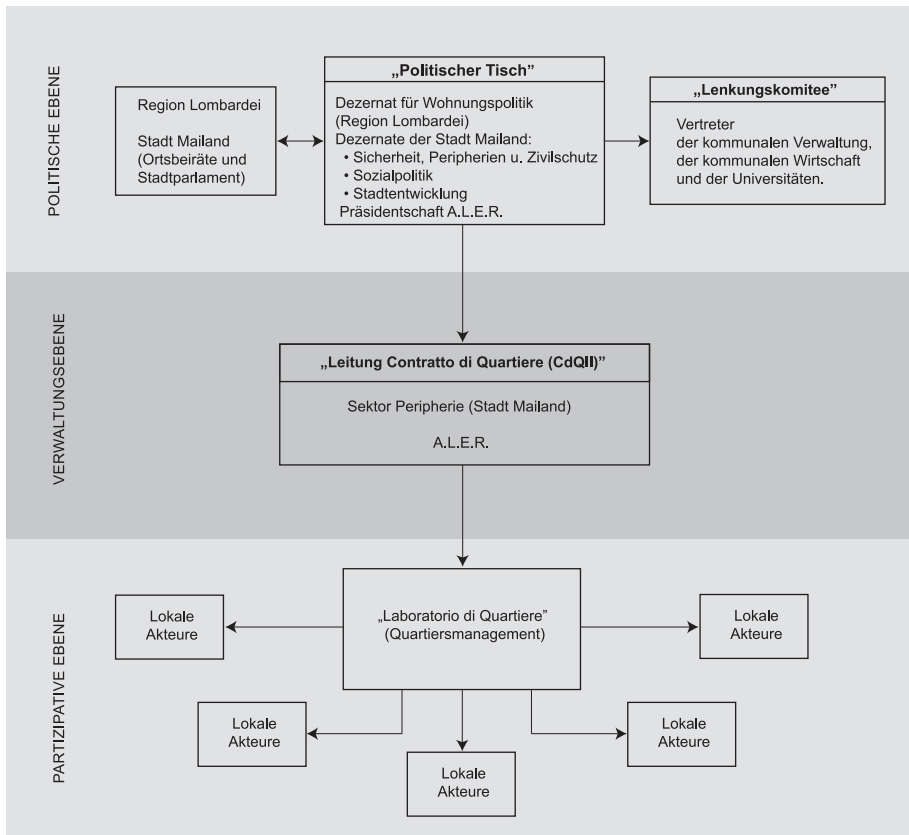 POLITISCHE EBENE
Region Lombardei
Stadt Mailand
(Ortsbeiräte und
Stadtparlament)
„Politischer Tisch”
Dezernat für Wohnungspolitik
(Region Lombardei)
Dezernate der Stadt Mailand:
• Sicherheit, Peripherien u. Zivilschutz
• Sozialpolitik
• Stadtentwicklung
Präsidentschaft A.L.E.R.
„Lenkungskomitee”
Vertreter
der kommunalen Verwaltung,
der kommunalen Wirtschaft
und der Universitäten.
VERWALTUNGSEBENE
„Leitung Contratto di Quartiere (CdQII)”
Sektor Peripherie (Stadt Mailand)
A.L.E.R.
PARTIZIPATIVE EBENE
„Laboratorio di Quartiere”
(Quartiersmanagement)
Lokale
Akteure
Lokale
Akteure
Lokale
Akteure
Lokale
Akteure
Lokale
Akteure